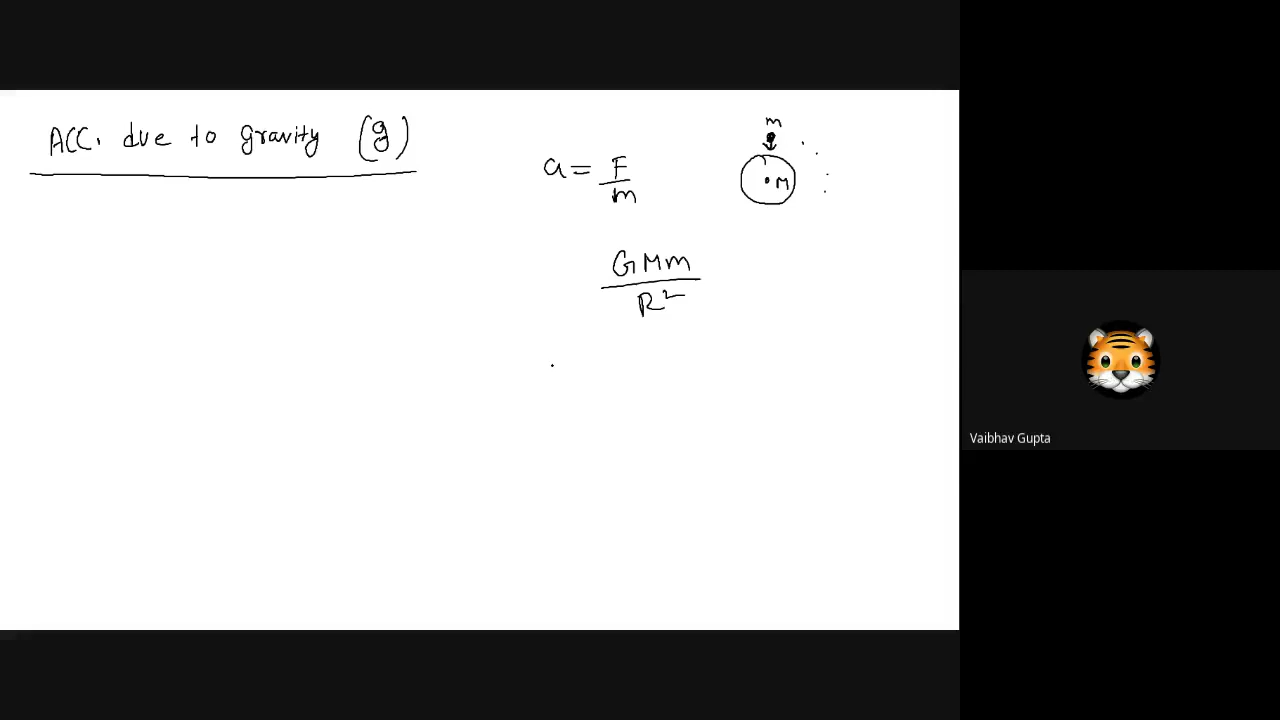 ACC. due to gravity (g)
a = F/m
m
M
GMm/R²
Vaibhav Gupta